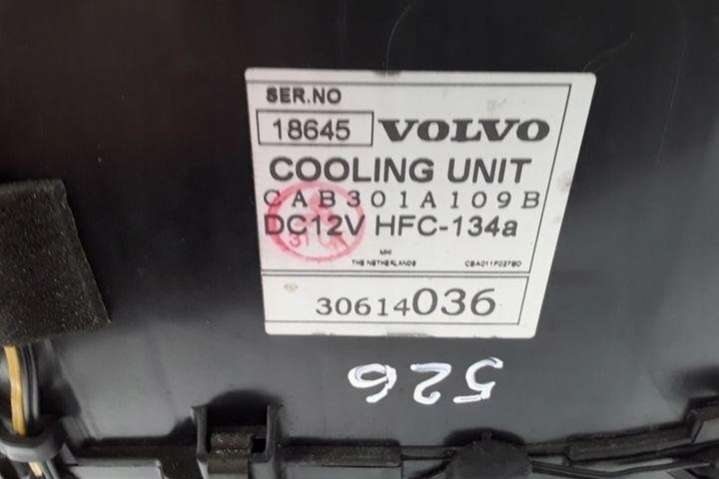 SER.NO
18645 VOLVO
COOLING UNIT
CAB301A109B
DC12V HFC-134a
THE NETHERLANDS
30614036
526